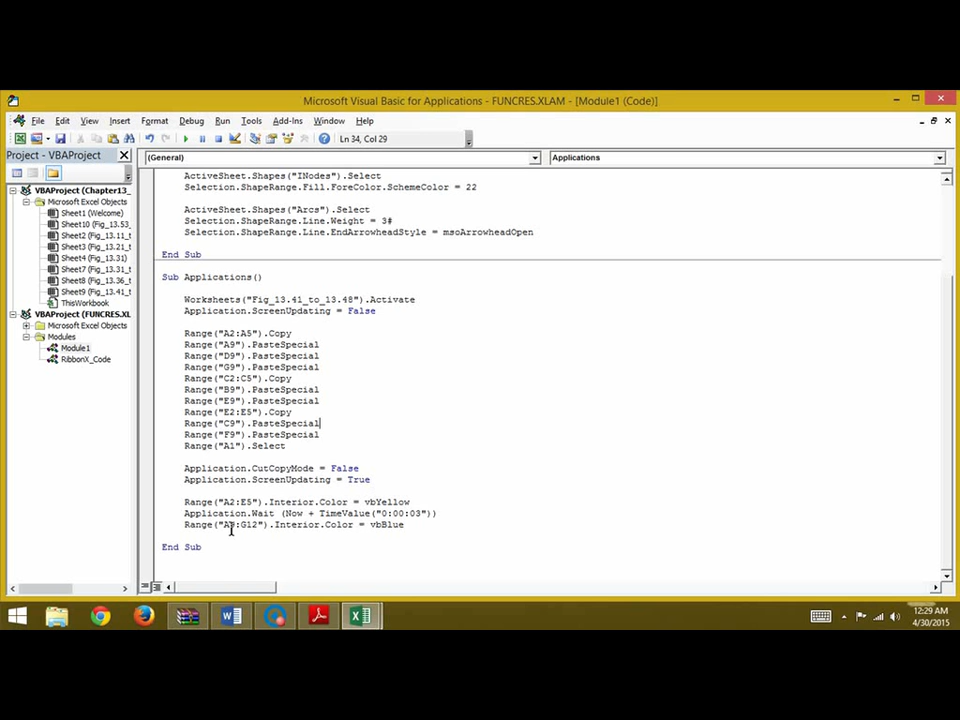 Microsoft Visual Basic for Applications - FUNCRES.XLAM - [Module1 (Code)]
File Edit View Insert Format Debug Run Tools Add-Ins Window Help
Ln 34, Col 29
Project - VBAProject
(General)
Applications
VBAProject (Chapter13_
Microsoft Excel Objects
Sheet1 (Welcome)
Sheet10 (Fig_13.53_
Sheet2 (Fig_13.11_t
Sheet3 (Fig_13.21_t
Sheet4 (Fig_13.31)
Sheet7 (Fig_13.31_t
Sheet8 (Fig_13.36_t
Sheet9 (Fig_13.41_t
ThisWorkbook
VBAProject (FUNCRES.XL
Microsoft Excel Objects
Modules
Module1
RibbonX_Code
ActiveSheet.Shapes("INodes").Select
Selection.ShapeRange.Fill.ForeColor.SchemeColor = 22
ActiveSheet.Shapes("Arcs").Select
Selection.ShapeRange.Line.Weight = 3#
Selection.ShapeRange.Line.EndArrowheadStyle = msoArrowheadOpen
End Sub
Sub Applications()
Worksheets("Fig_13.41_to_13.48").Activate
Application.ScreenUpdating = False
Range("A2:A5").Copy
Range("A9").PasteSpecial
Range("D9").PasteSpecial
Range("G9").PasteSpecial
Range("C2:C5").Copy
Range("B9").PasteSpecial
Range("E9").PasteSpecial
Range("E2:E5").Copy
Range("C9").PasteSpecial
Range("F9").PasteSpecial
Range("A1").Select
Application.CutCopyMode = False
Application.ScreenUpdating = True
Range("A2:E5").Interior.Color = vbYellow
Application.Wait (Now + TimeValue("0:00:03"))
Range("A9:G12").Interior.Color = vbBlue
End Sub
12:29 AM
4/30/2015